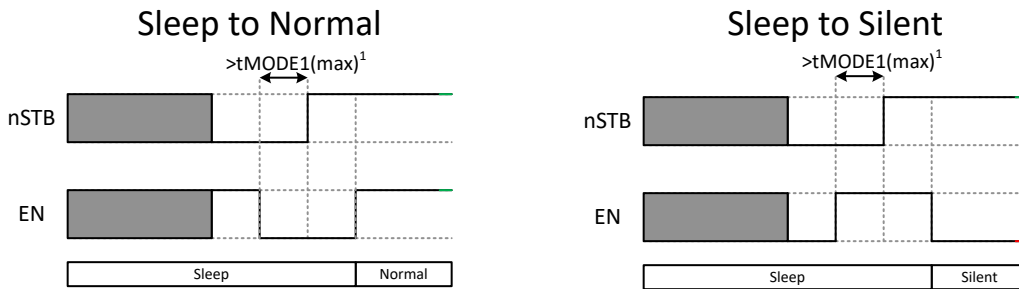 Sleep to Normal
>tMODE1(max)1
nSTB
EN
Sleep Normal
Sleep to Silent
>tMODE1(max)1
nSTB
EN
Sleep Silent